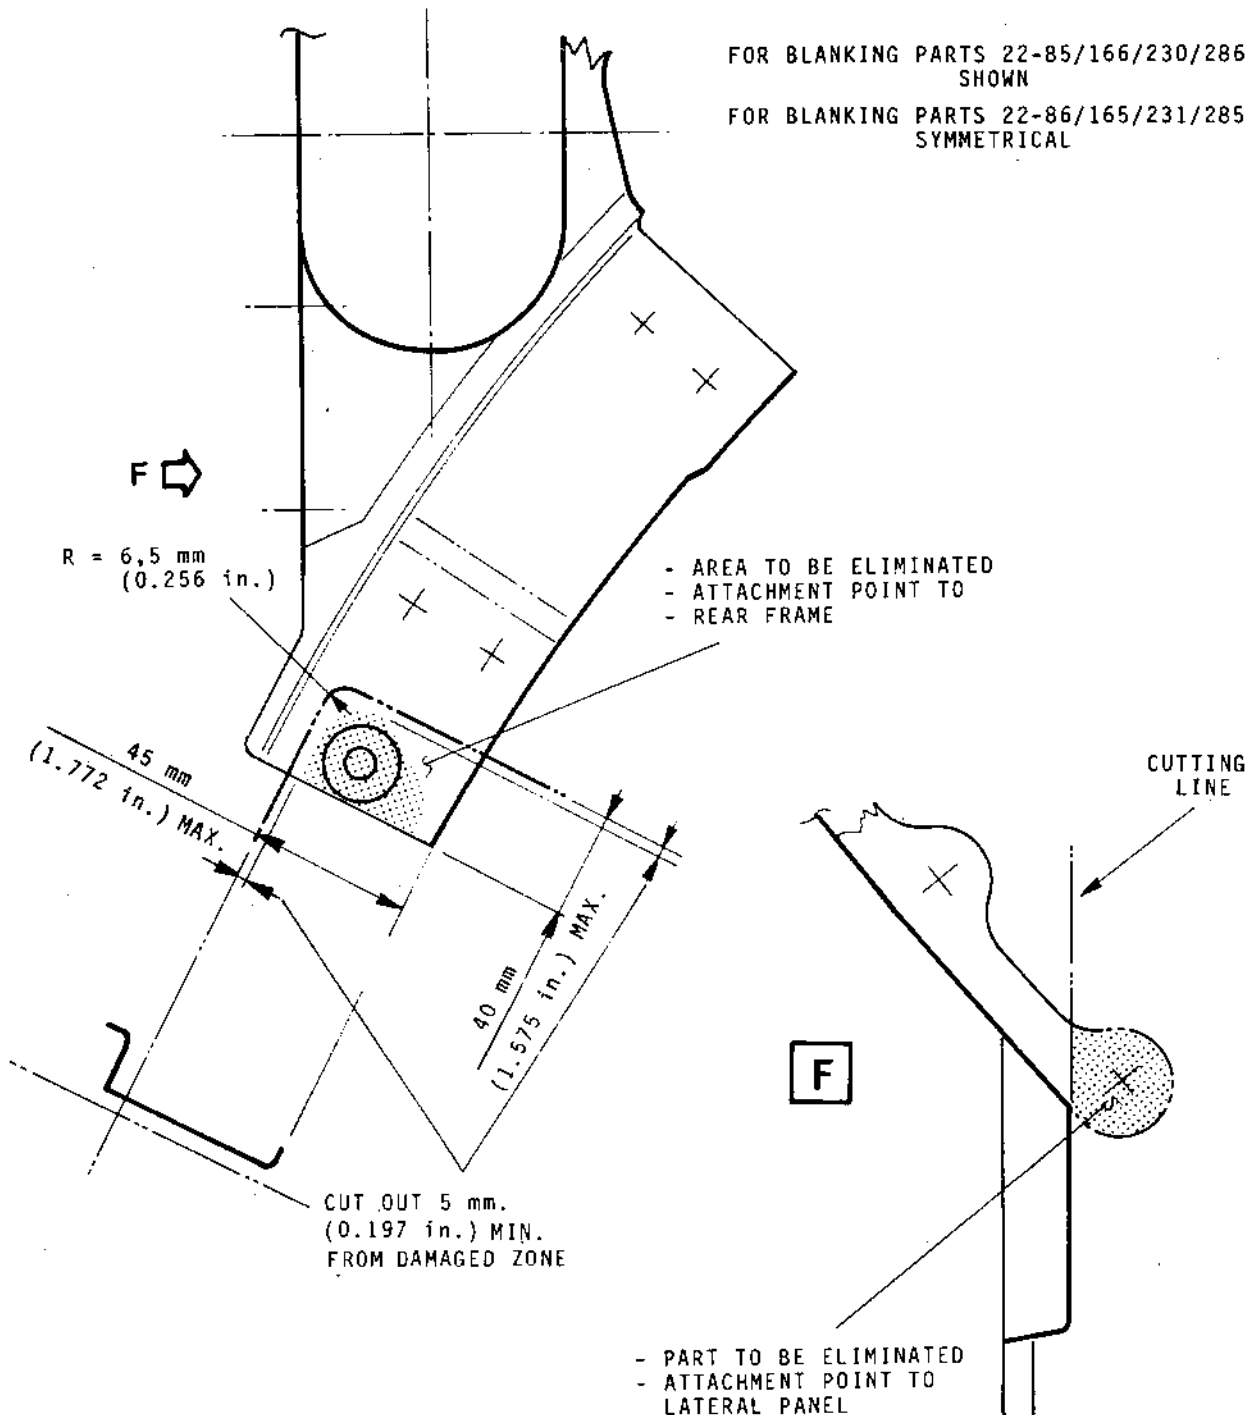 FOR BLANKING PARTS 22-85/166/230/286
SHOWN
FOR BLANKING PARTS 22-86/165/231/285
SYMMETRICAL
F
R = 6,5 mm
(0.256 in.)
- AREA TO BE ELIMINATED
- ATTACHMENT POINT TO
- REAR FRAME
45 mm
(1.772 in.) MAX.
CUTTING
LINE
40 mm
(1.575 in.) MAX.
F
CUT OUT 5 mm.
(0.197 in.) MIN.
FROM DAMAGED ZONE
- PART TO BE ELIMINATED
- ATTACHMENT POINT TO
LATERAL PANEL